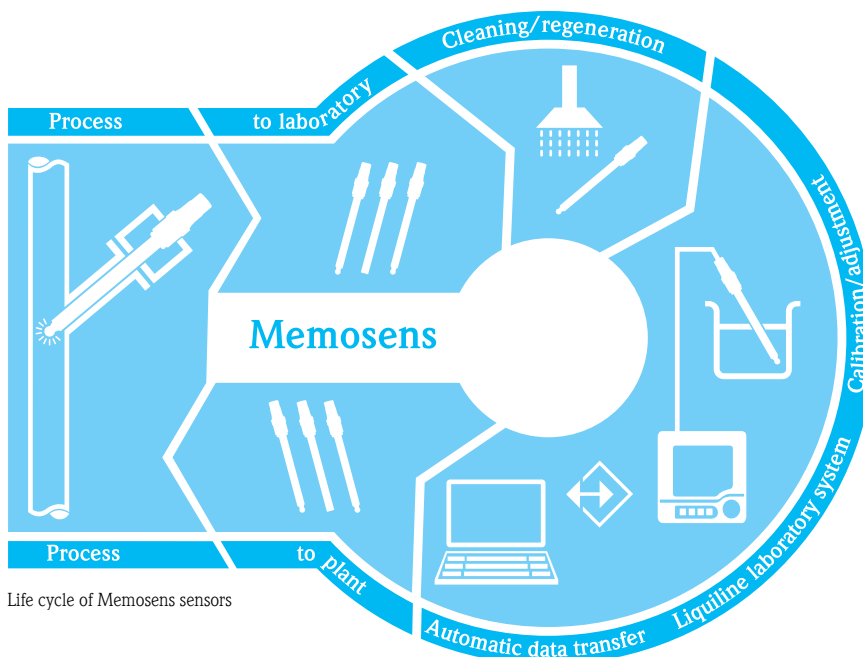 Process
to laboratory
Cleaning/regeneration
Calibration/adjustment
Memosens
Liquiline laboratory system
Automatic data transfer
to plant
Process
Life cycle of Memosens sensors